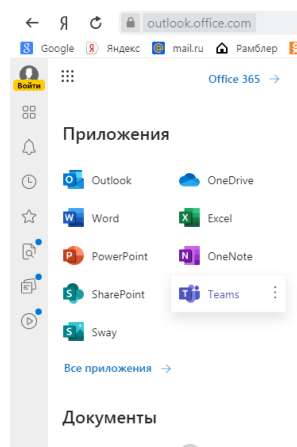 Я outlook.office.com
Google Яндекс mail.ru Рамблер
Войти
Office 365 →
Приложения
Outlook OneDrive
Word Excel
PowerPoint OneNote
SharePoint Teams
Sway
Все приложения →
Документы